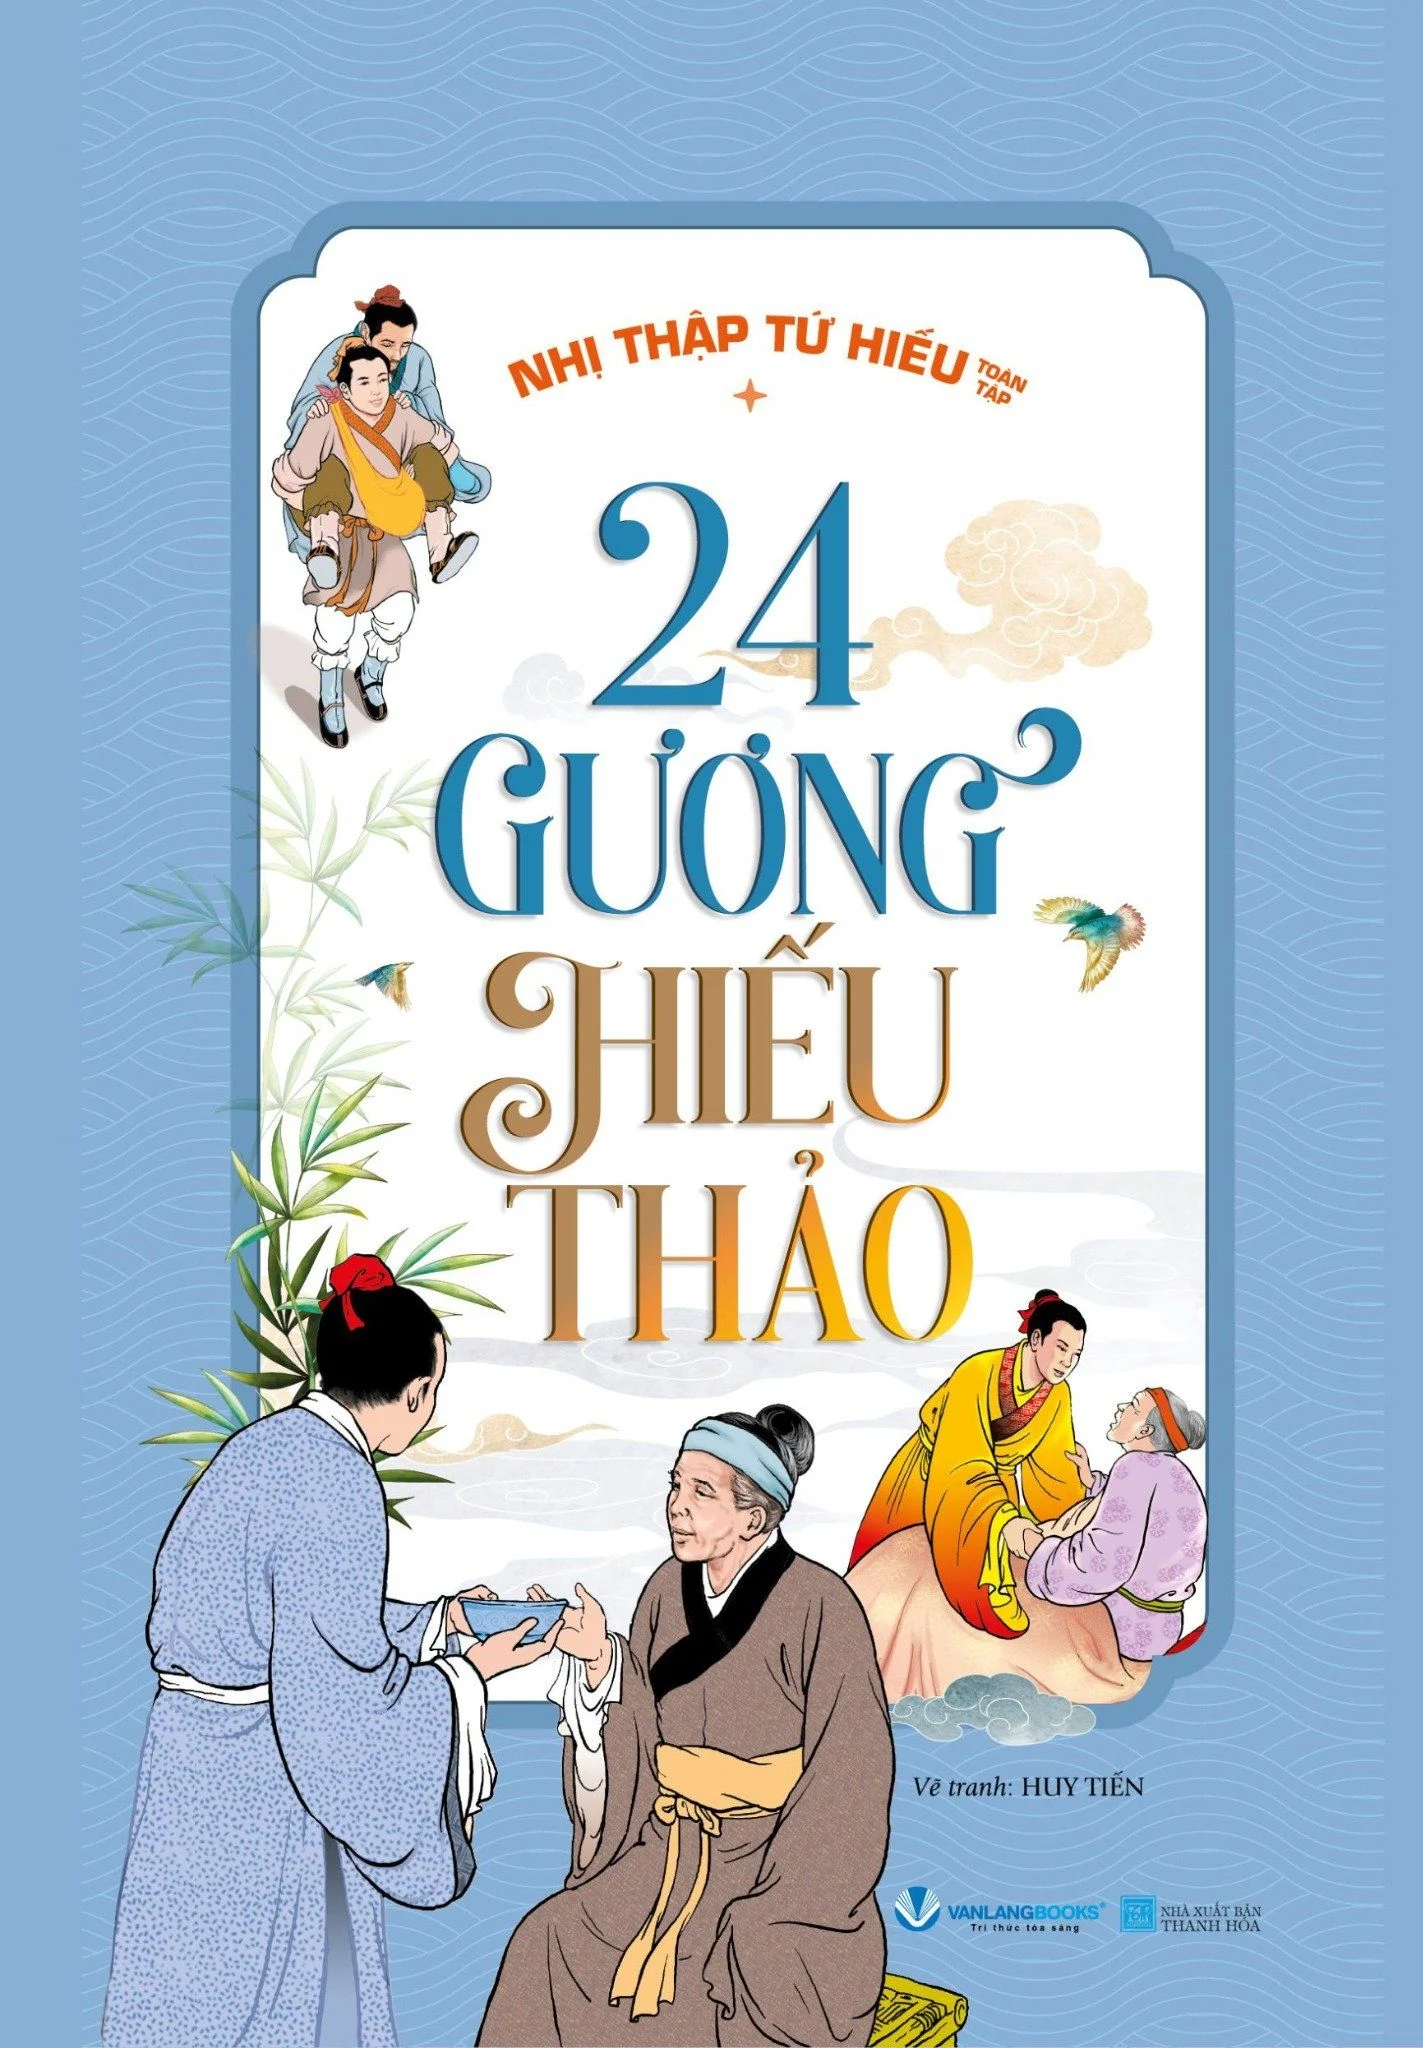 NHỊ THẬP TỨ HIẾU TOÀN TẬP
24
GƯƠNG
HIẾU
THẢO
Vẽ tranh: HUY TIẾN
VANLANGBOOKS®
Tri thức tỏa sáng
NHÀ XUẤT BẢN
THANH HÓA